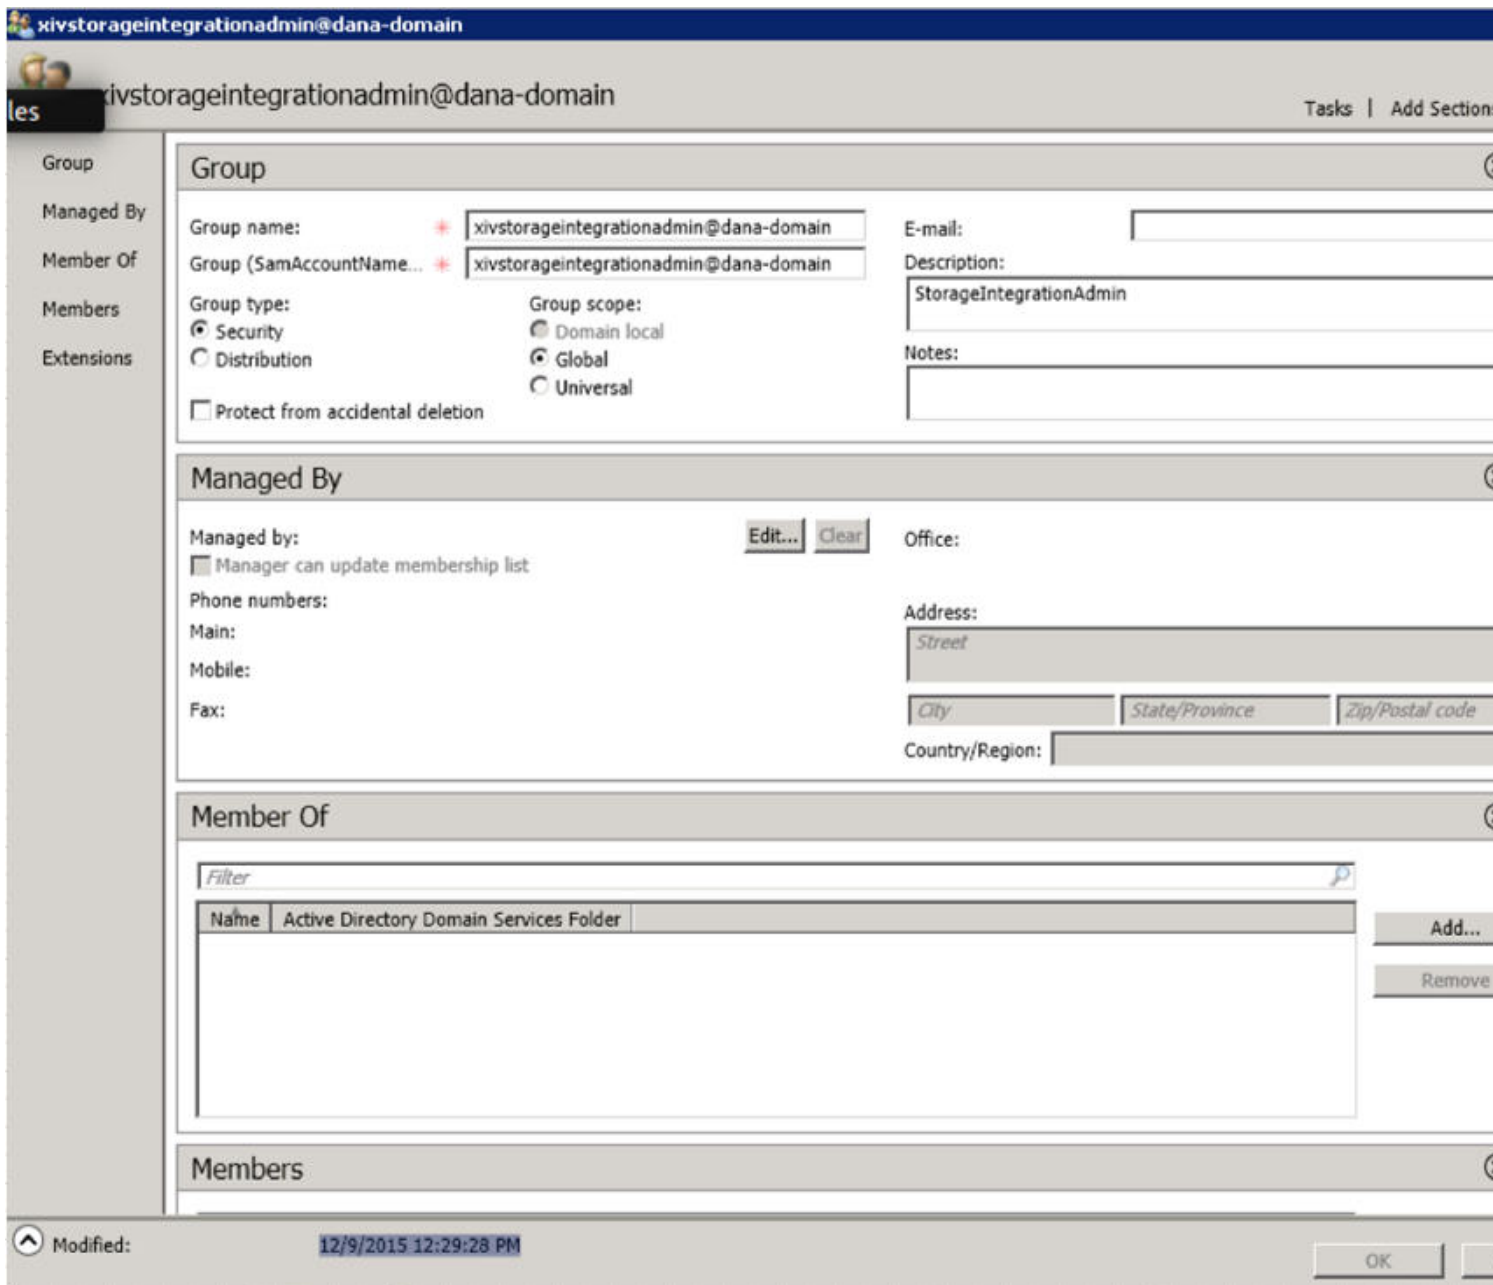 xivstorageintegrationadmin@dana-domain
xivstorageintegrationadmin@dana-domain
les
Tasks | Add Sections
Group
Managed By
Member Of
Members
Extensions
Group
Group name: * xivstorageintegrationadmin@dana-domain
Group (SamAccountName... * xivstorageintegrationadmin@dana-domain
Group type:
Security
Distribution
Group scope:
Domain local
Global
Universal
Protect from accidental deletion
E-mail:
Description:
StorageIntegrationAdmin
Notes:
Managed By
Managed by:
Edit... Clear
Manager can update membership list
Phone numbers:
Main:
Mobile:
Fax:
Office:
Address:
Street
City State/Province Zip/Postal code
Country/Region:
Member Of
Filter
Name Active Directory Domain Services Folder
Add...
Remove
Members
Modified: 12/9/2015 12:29:28 PM
OK